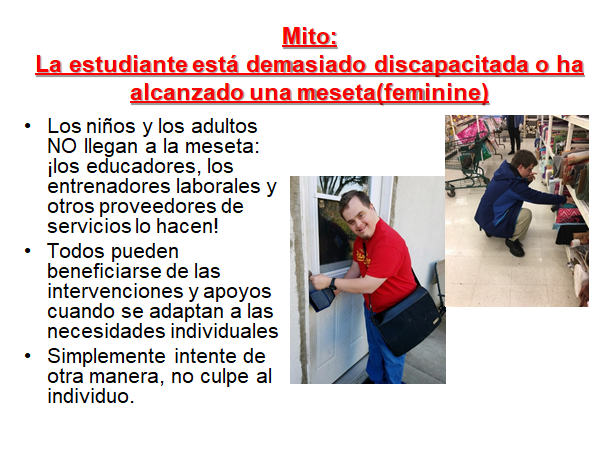 Mito:
La estudiante está demasiado discapacitada o ha
alcanzado una meseta(feminine)
• Los niños y los adultos
NO llegan a la meseta:
¡los educadores, los
entrenadores laborales y
otros proveedores de
servicios lo hacen!
• Todos pueden
beneficiarse de las
intervenciones y apoyos
cuando se adaptan a las
necesidades individuales
• Simplemente intente de
otra manera, no culpe al
individuo.